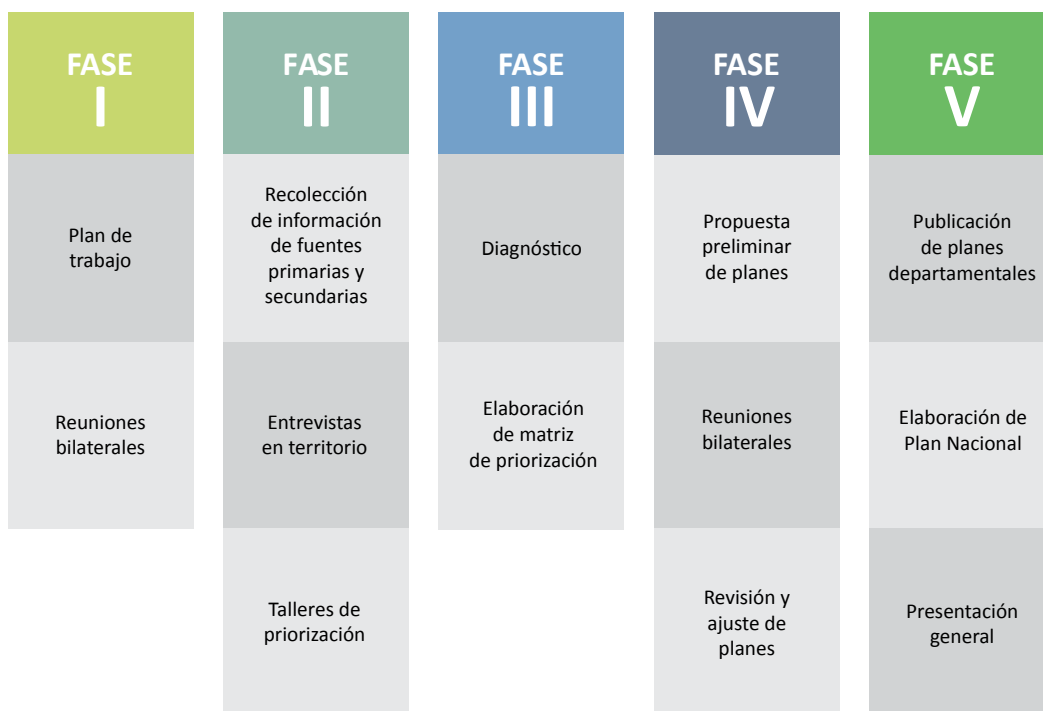 FASE
I
Plan de
trabajo
Reuniones
bilaterales
FASE
II
Recolección
de información
de fuentes
primarias y
secundarias
Entrevistas
en territorio
Talleres de
priorización
FASE
III
Diagnóstico
Elaboración
de matriz
de priorización
FASE
IV
Propuesta
preliminar
de planes
Reuniones
bilaterales
Revisión y
ajuste de
planes
FASE
V
Publicación
de planes
departamentales
Elaboración de
Plan Nacional
Presentación
general